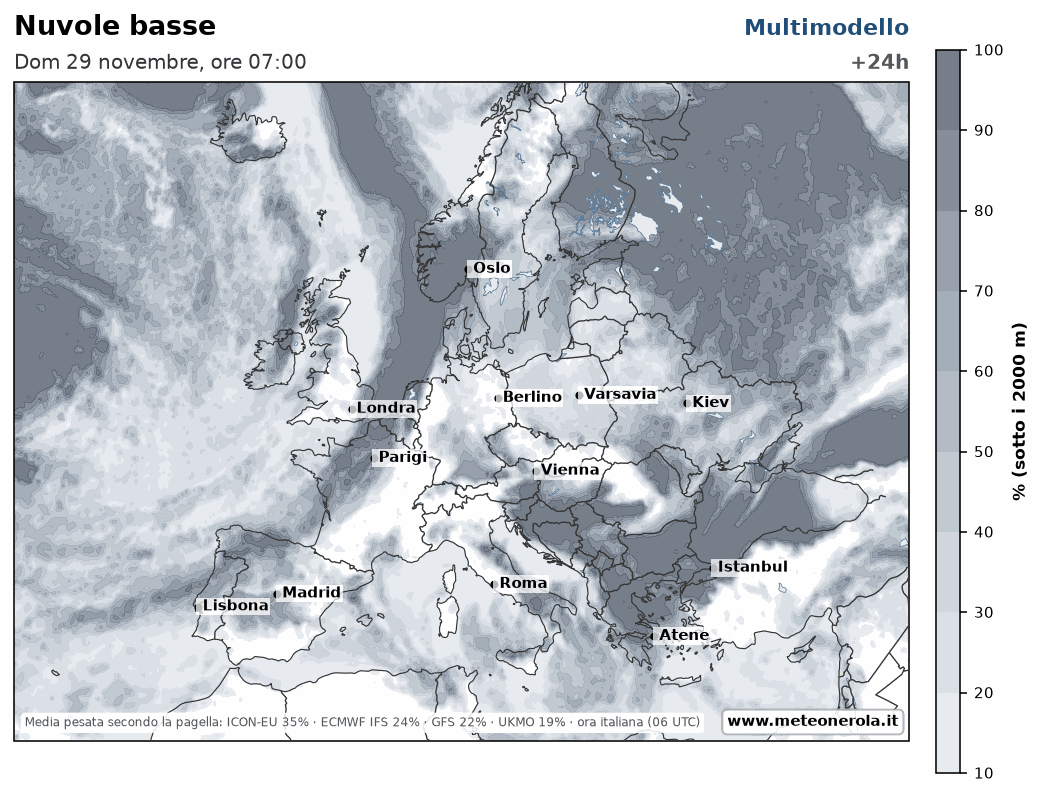 Nuvole basse
Multimodello
Dom 29 novembre, ore 07:00
+24h
100
90
80
70
60
50
40
30
20
10
% (sotto i 2000 m)
Oslo
Londra
Berlino
Varsavia
Kiev
Parigi
Vienna
Istanbul
Roma
Madrid
Lisbona
Atene
Media pesata secondo la pagella: ICON-EU 35% · ECMWF IFS 24% · GFS 22% · UKMO 19% · ora italiana (06 UTC)
www.meteonerola.it